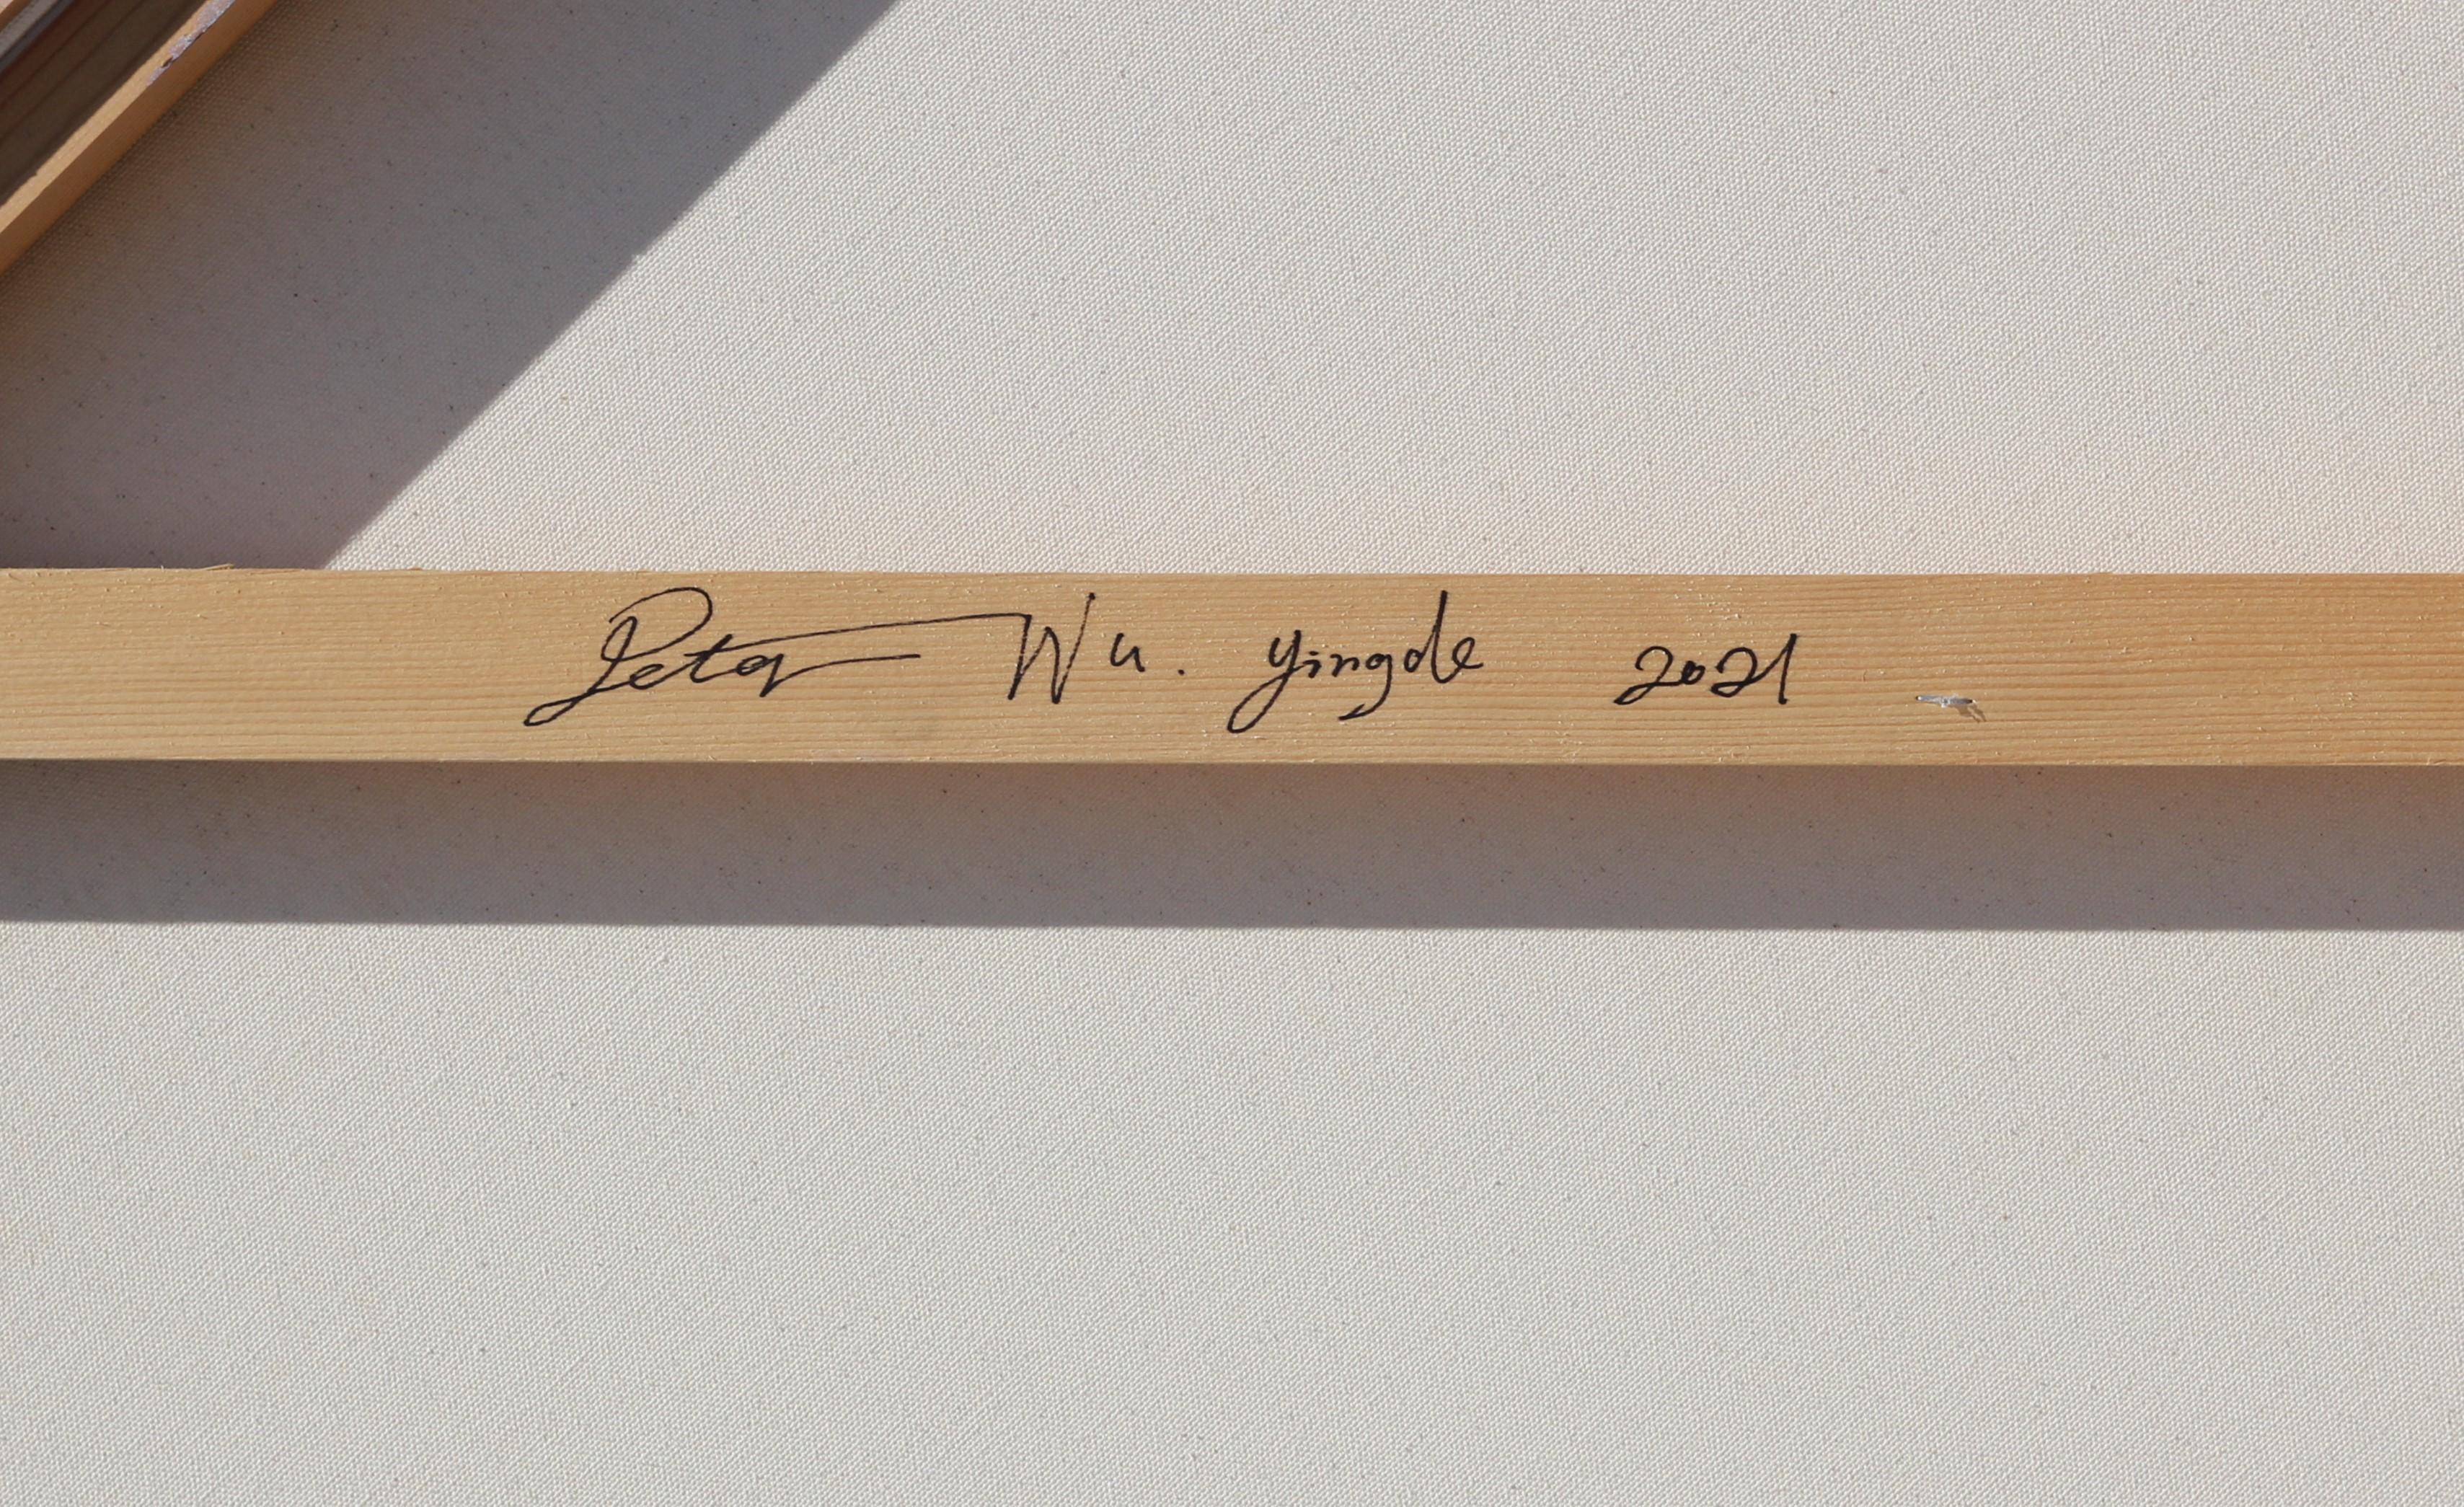 Peter Wu. yingde 2021